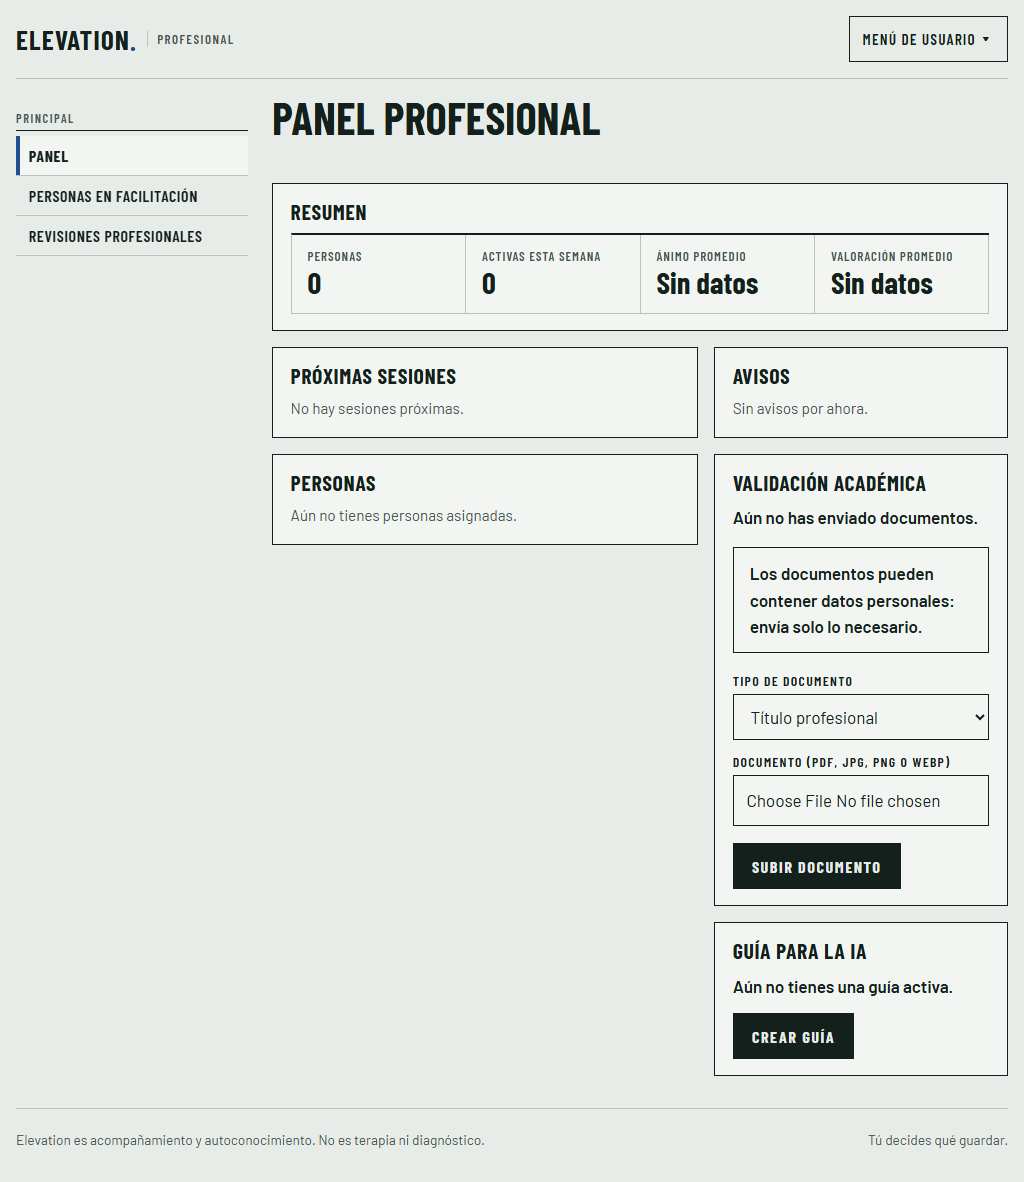 ELEVATION. PROFESIONAL
MENÚ DE USUARIO
PRINCIPAL
PANEL
PERSONAS EN FACILITACIÓN
REVISIONES PROFESIONALES
PANEL PROFESIONAL
RESUMEN
PERSONAS
0
ACTIVAS ESTA SEMANA
0
ÁNIMO PROMEDIO
Sin datos
VALORACIÓN PROMEDIO
Sin datos
PRÓXIMAS SESIONES
No hay sesiones próximas.
PERSONAS
Aún no tienes personas asignadas.
AVISOS
Sin avisos por ahora.
VALIDACIÓN ACADÉMICA
Aún no has enviado documentos.
Los documentos pueden
contener datos personales:
envía solo lo necesario.
TIPO DE DOCUMENTO
Título profesional
DOCUMENTO (PDF, JPG, PNG O WEBP)
Choose File No file chosen
SUBIR DOCUMENTO
GUÍA PARA LA IA
Aún no tienes una guía activa.
CREAR GUÍA
Elevation es acompañamiento y autoconocimiento. No es terapia ni diagnóstico.
Tú decides qué guardar.